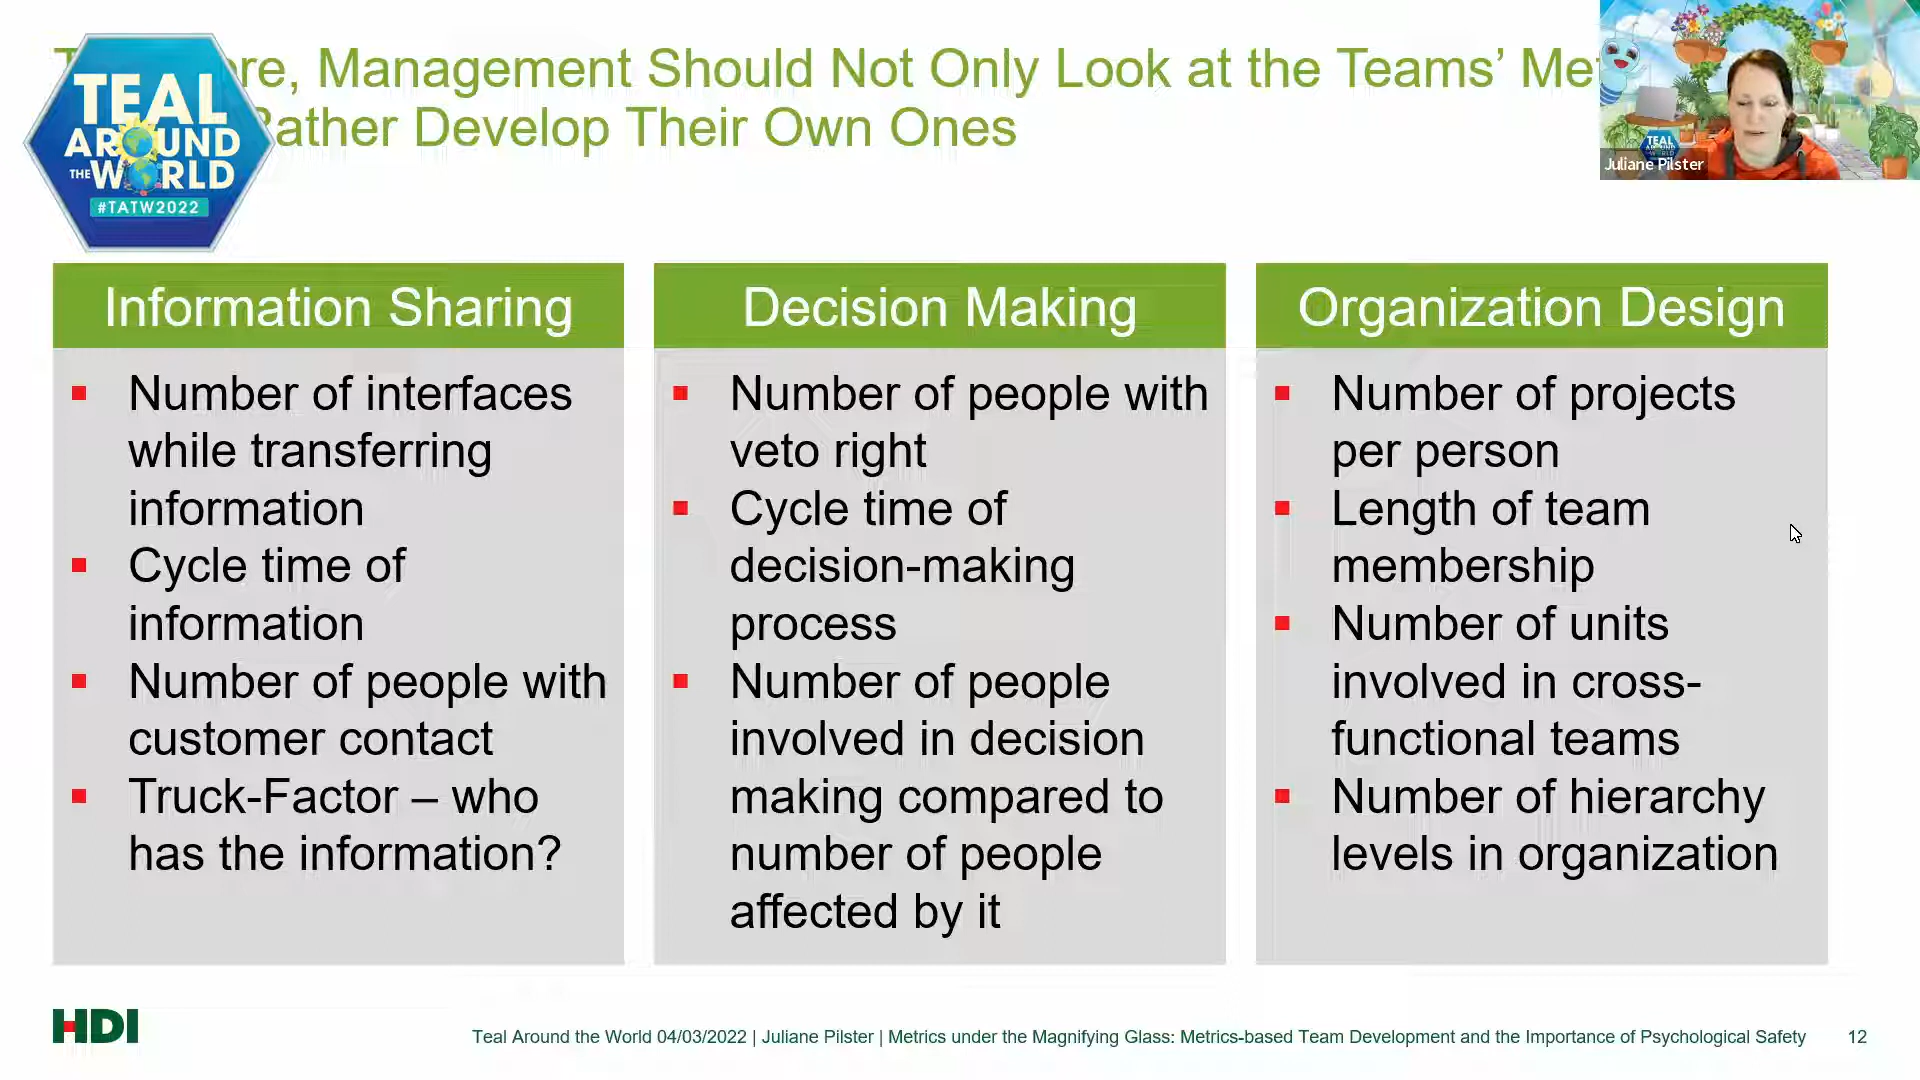 ore, Management Should Not Only Look at the Teams’
Rather Develop Their Own Ones
TEAL
AROUND
THE WORLD
#TATW2022
TEAL
AROUND
Juliane Pilster
Information Sharing
Number of interfaces
while transferring
information
Cycle time of
information
Number of people with
customer contact
Truck-Factor – who
has the information?
Decision Making
Number of people with
veto right
Cycle time of
decision-making
process
Number of people
involved in decision
making compared to
number of people
affected by it
Organization Design
Number of projects
per person
Length of team
membership
Number of units
involved in cross-
functional teams
Number of hierarchy
levels in organization
HDI
Teal Around the World 04/03/2022 | Juliane Pilster | Metrics under the Magnifying Glass: Metrics-based Team Development and the Importance of Psychological Safety 12